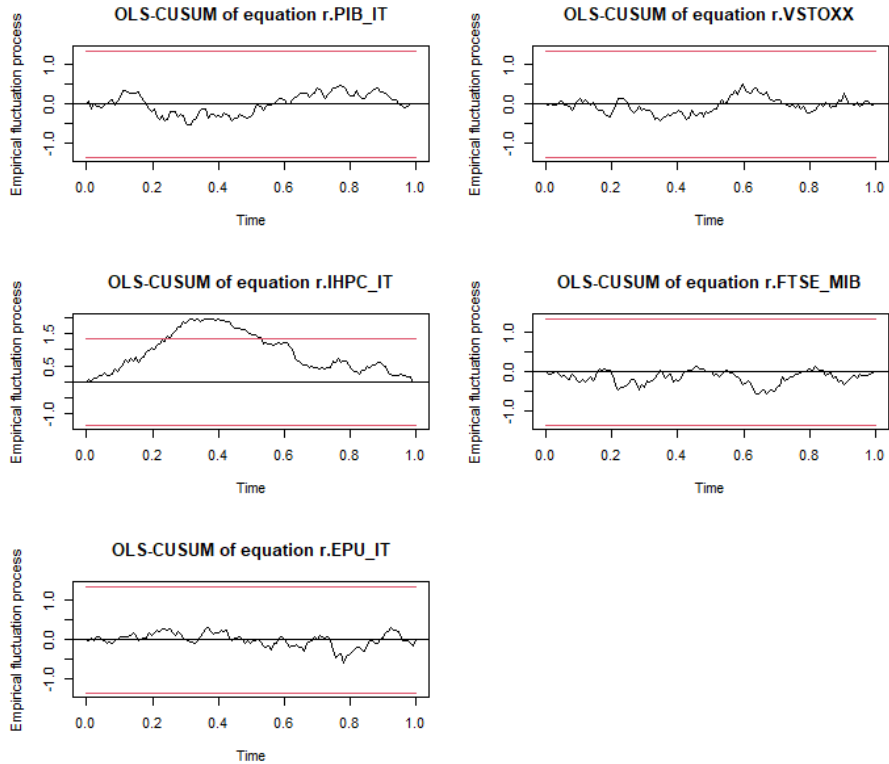 OLS-CUSUM of equation r.PIB_IT
Empirical fluctuation process
1.0
0.0
-1.0
0.0 0.2 0.4 0.6 0.8 1.0
Time
OLS-CUSUM of equation r.VSTOXX
Empirical fluctuation process
1.0
0.0
-1.0
0.0 0.2 0.4 0.6 0.8 1.0
Time
OLS-CUSUM of equation r.IHPC_IT
Empirical fluctuation process
1.5
0.5
-1.0
0.0 0.2 0.4 0.6 0.8 1.0
Time
OLS-CUSUM of equation r.FTSE_MIB
Empirical fluctuation process
1.0
0.0
-1.0
0.0 0.2 0.4 0.6 0.8 1.0
Time
OLS-CUSUM of equation r.EPU_IT
Empirical fluctuation process
1.0
0.0
-1.0
0.0 0.2 0.4 0.6 0.8 1.0
Time